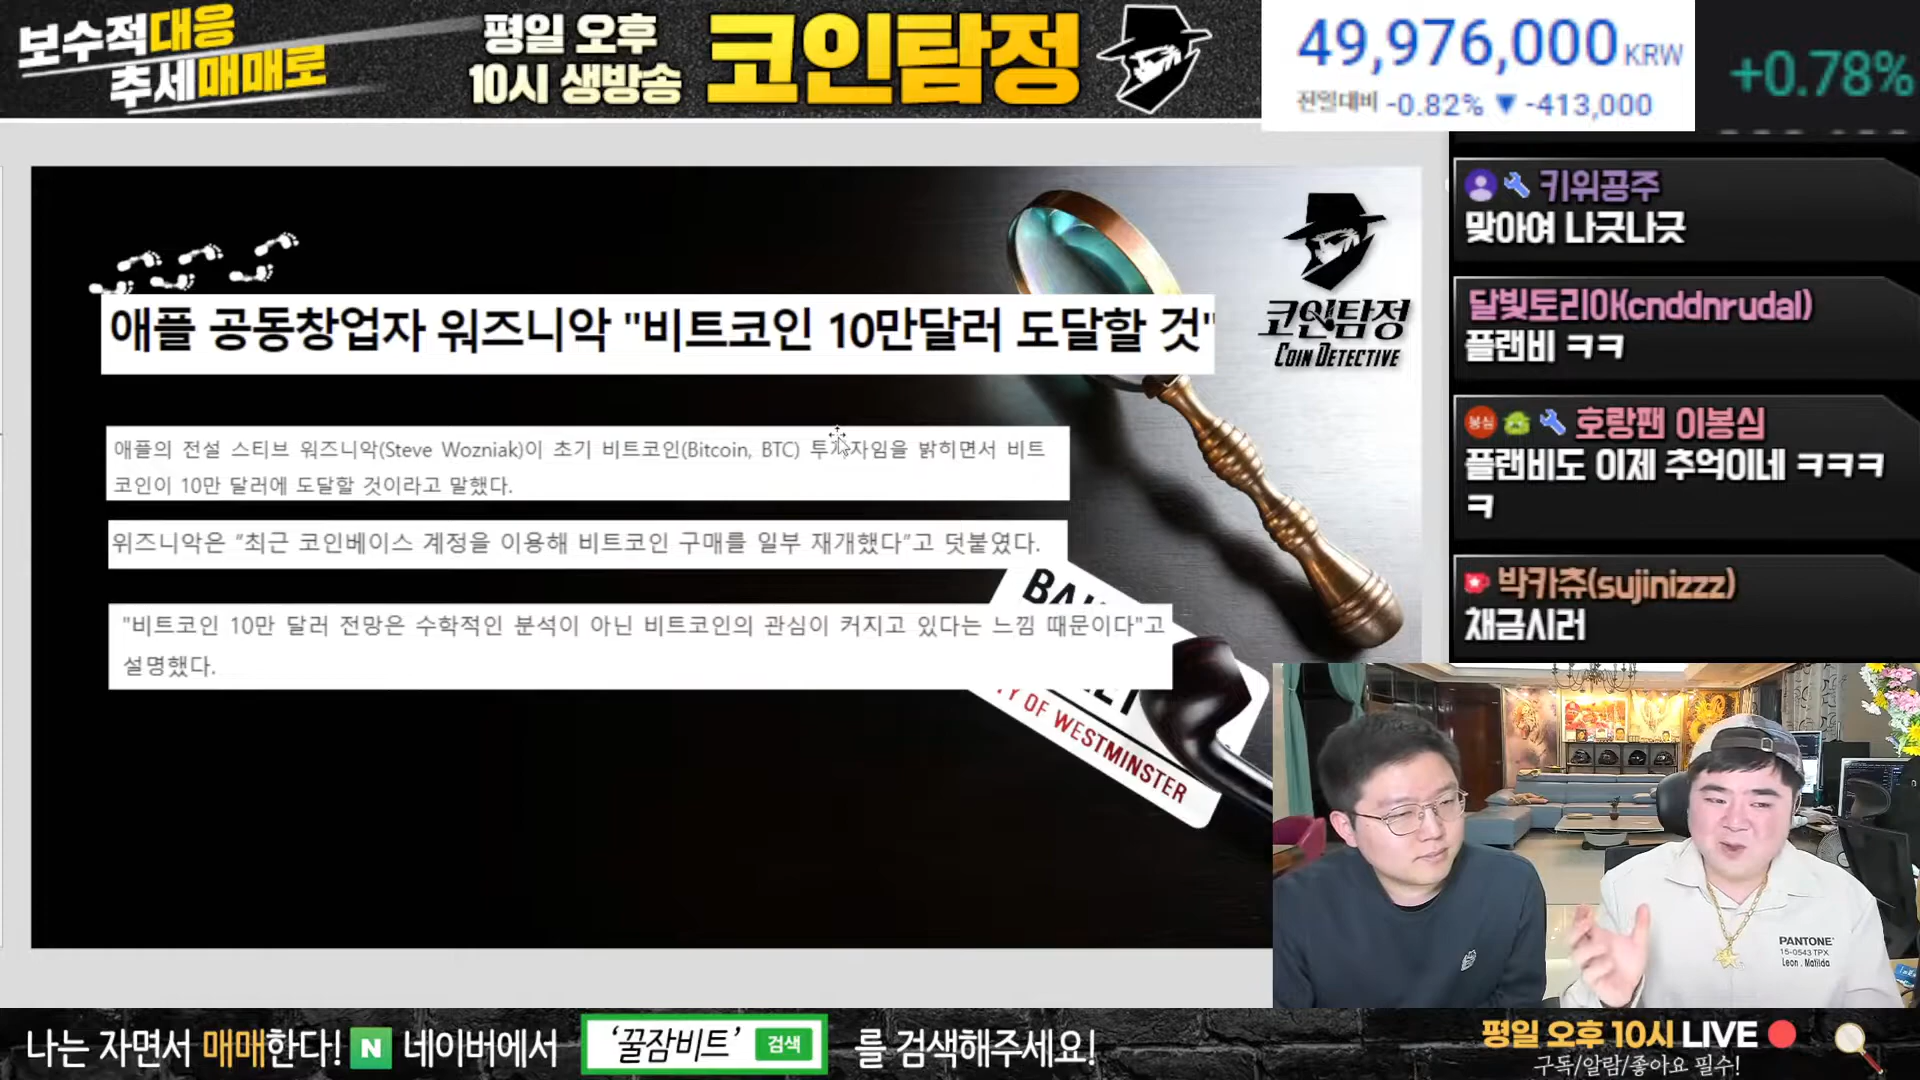 보수적대응
추세매매로
평일 오후
10시 생방송
코인탐정
49,976,000 KRW
전일대비 -0.82% ▼ -413,000
+0.78%
키위공주
맞아여 나긋나긋
달빛토리아(cnddnrudal)
플랜비 ㅋㅋ
봉심 호랑팬 이봉심
플랜비도 이제 추억이네 ㅋㅋㅋ
ㅋ
박카츄(sujinizzz)
채금시러
코인탐정
COIN DETECTIVE
애플 공동창업자 워즈니악 "비트코인 10만달러 도달할 것"
애플의 전설 스티브 워즈니악(Steve Wozniak)이 초기 비트코인(Bitcoin, BTC) 투자자임을 밝히면서 비트
코인이 10만 달러에 도달할 것이라고 말했다.
위즈니악은 "최근 코인베이스 계정을 이용해 비트코인 구매를 일부 재개했다"고 덧붙였다.
"비트코인 10만 달러 전망은 수학적인 분석이 아닌 비트코인의 관심이 커지고 있다는 느낌 때문이다"고
설명했다.
OF WESTMINSTER
PANTONE
15-0543 TPX
Leon . Matilda
나는 자면서 매매한다! N 네이버에서 '꿀잠비트' 검색 를 검색해주세요!
평일 오후 10시 LIVE
구독/알람/좋아요 필수!